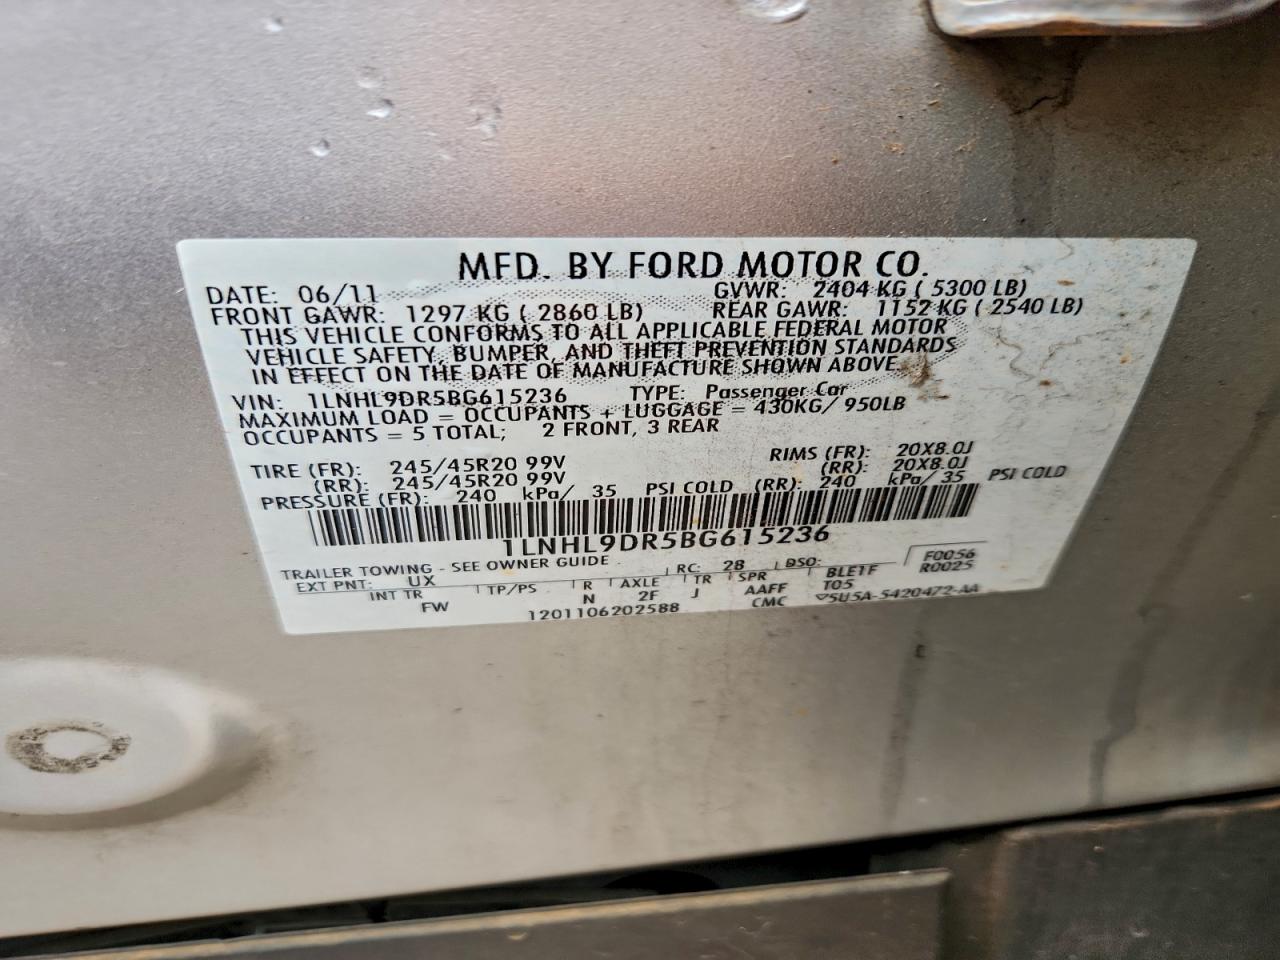 MFD. BY FORD MOTOR CO.
DATE: 06/11 GVWR: 2404 KG ( 5300 LB)
FRONT GAWR: 1297 KG ( 2860 LB) REAR GAWR: 1152 KG ( 2540 LB)
THIS VEHICLE CONFORMS TO ALL APPLICABLE FEDERAL MOTOR
VEHICLE SAFETY, BUMPER, AND THEFT PREVENTION STANDARDS
IN EFFECT ON THE DATE OF MANUFACTURE SHOWN ABOVE.
VIN: 1LNHL9DR5BG615236 TYPE: Passenger Car
MAXIMUM LOAD = OCCUPANTS + LUGGAGE = 430KG/ 950LB
OCCUPANTS = 5 TOTAL; 2 FRONT, 3 REAR
TIRE (FR): 245/45R20 99V RIMS (FR): 20X8.0J
(RR): 245/45R20 99V (RR): 20X8.0J
PRESSURE (FR): 240 kPa/ 35 PSI COLD (RR): 240 kPa/ 35 PSI COLD
1LNHL9DR5BG615236
TRAILER TOWING - SEE OWNER GUIDE RC: 28 DSO: F0056
EXT PNT: UX BLE1F R0025
INT TR TP/PS R AXLE TR SPR T05
FW N 2F J AAFF
1201106202588 CMC 5U5A-5420472-AA